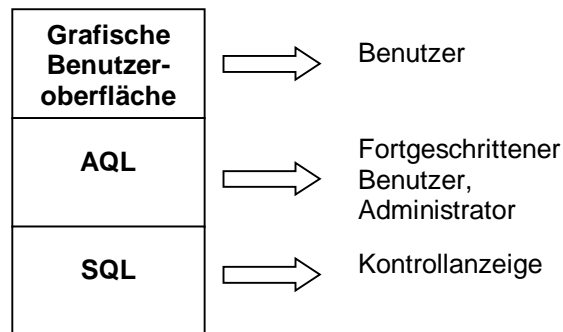 Grafische
Benutzer-
oberfläche
Benutzer
AQL
Fortgeschrittener
Benutzer,
Administrator
SQL
Kontrollanzeige